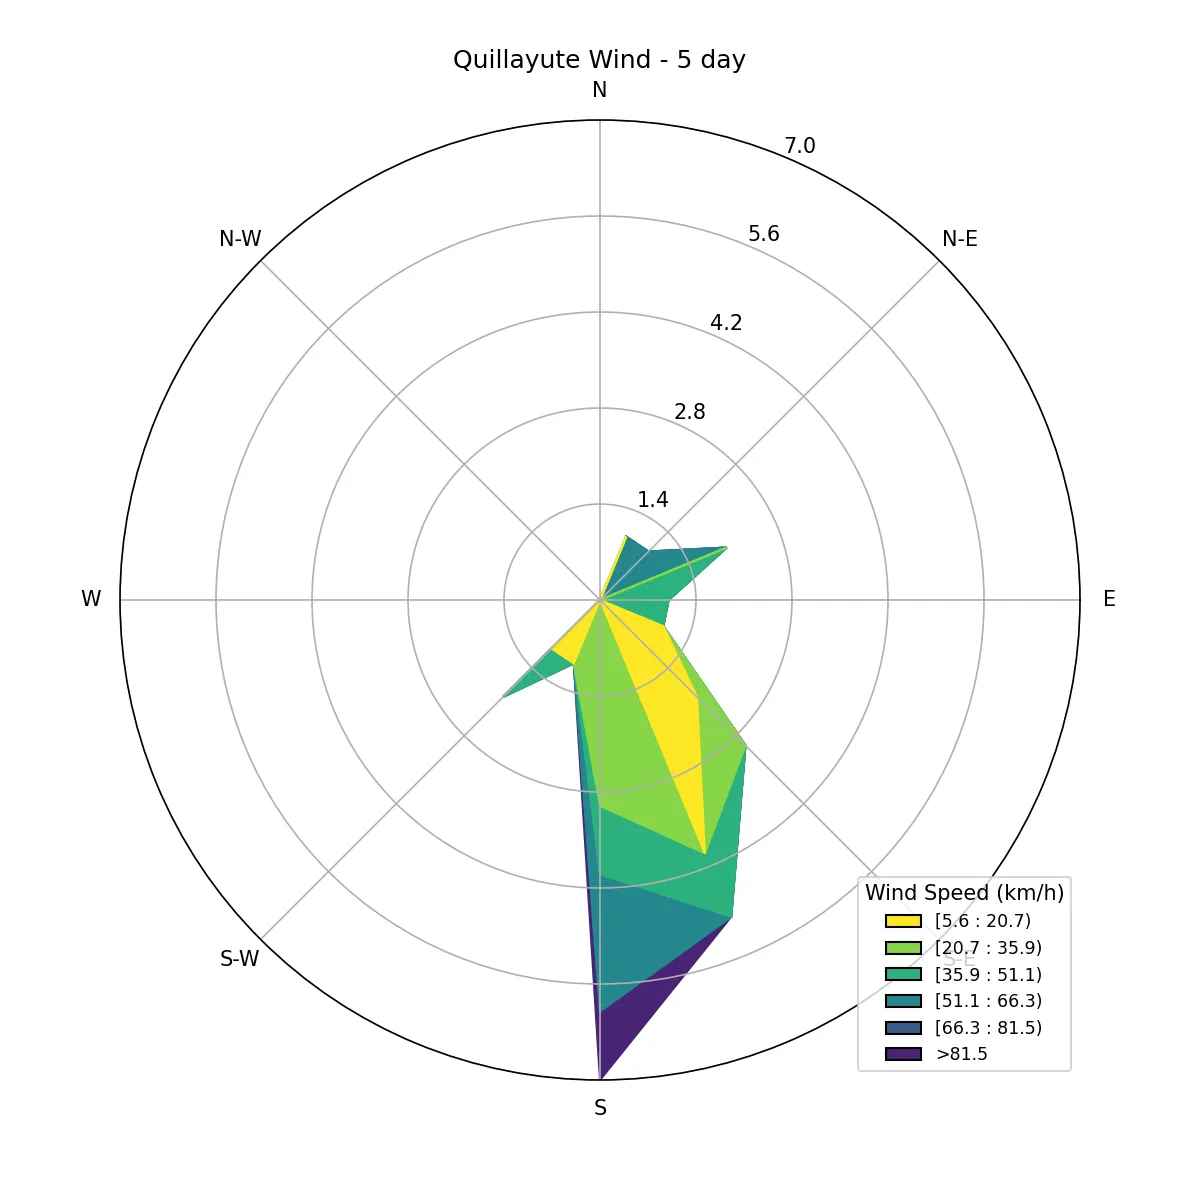 Quillayute Wind - 5 day
N
7.0
N-W
5.6
N-E
4.2
2.8
1.4
W
E
Wind Speed (km/h)
[5.6 : 20.7)
[20.7 : 35.9)
S-W
S-E
[35.9 : 51.1)
[51.1 : 66.3)
[66.3 : 81.5)
>81.5
S